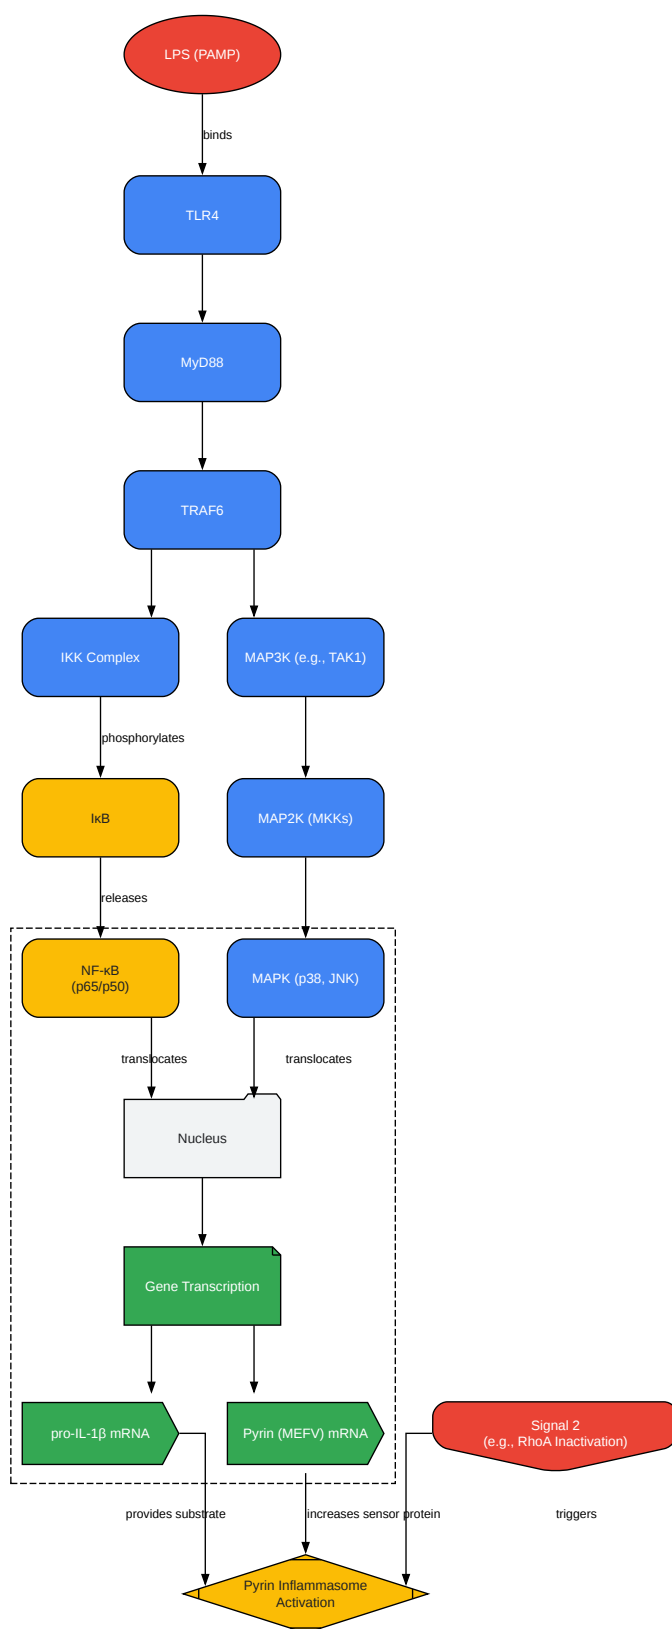 LPS (PAMP)
binds
TLR4
MyD88
TRAF6
IKK Complex
MAP3K (e.g., TAK1)
phosphorylates
IκB
MAP2K (MKKs)
releases
NF-κB
(p65/p50)
MAPK (p38, JNK)
translocates
translocates
Nucleus
Gene Transcription
pro-IL-1β mRNA
Pyrin (MEFV) mRNA
Signal 2
(e.g., RhoA Inactivation)
provides substrate
increases sensor protein
triggers
Pyrin Inflammasome
Activation